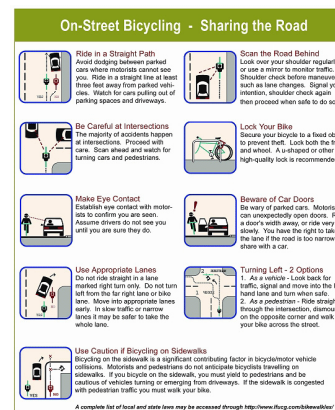 On-Street Bicycling - Sharing the Road
Ride in a Straight Path
Avoid dodging between parked
cars where motorists cannot see
you. Ride in a straight line at least
three feet away from parked vehi-
cles. Watch for cars pulling out of
parking spaces and driveways.
Scan the Road Behind
Look over your shoulder regularly
or use a mirror to monitor traffic.
Shoulder check before maneuve
such as lane changes. Signal yo
intention, shoulder check again
then proceed when safe to do so
Be Careful at Intersections
The majority of accidents happen
at intersections. Proceed with
care. Scan ahead and watch for
turning cars and pedestrians.
Lock Your Bike
Secure your bicycle to a fixed ob
to prevent theft. Lock both the fr
and wheel. A u-shaped or other
high-quality lock is recommende
Make Eye Contact
Establish eye contact with motor-
ists to confirm you are seen.
Assume drivers do not see you
until you are sure they do.
Beware of Car Doors
Be wary of parked cars. Motoris
can unexpectedly open doors. R
a door's width away, or ride very
slowly. You have the right to take
the lane if the road is too narrow
share with a car.
Use Appropriate Lanes
Do not ride straight in a lane
marked right turn only. Do not turn
left from the far right lane or bike
lane. Move into appropriate lanes
early. In slow traffic or narrow
lanes it may be safer to take the
whole lane.
Turning Left - 2 Options
1. As a vehicle - Look back for
traffic, signal and move into the l
hand lane and turn when safe.
2. As a pedestrian - Ride straigh
through the intersection, dismou
on the opposite corner and walk
your bike across the street.
Use Caution if Bicycling on Sidewalks
Bicycling on the sidewalk is a significant contributing factor in bicycle/motor vehicle
collisions. Motorists and pedestrians do not anticipate bicyclists traveling on
sidewalks. If you bicycle on the sidewalk, you must yield to pedestrians and be
cautious of vehicles turning or emerging from driveways. If the sidewalk is congested
with pedestrian traffic you must walk your bike.
YES
NO
A complete list of local and state laws may be accessed through http://www.ifucg.com/bikewalklex/